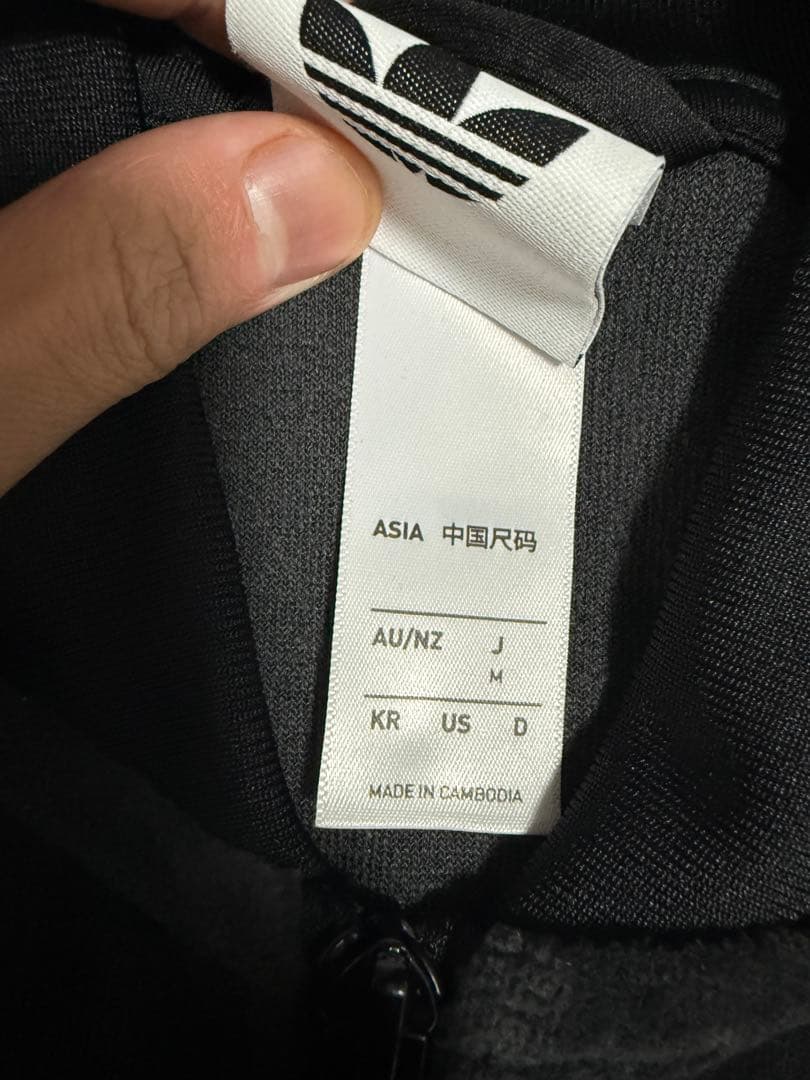 ASIA 中国尺码
AU/NZ J
M
KR US D
MADE IN CAMBODIA